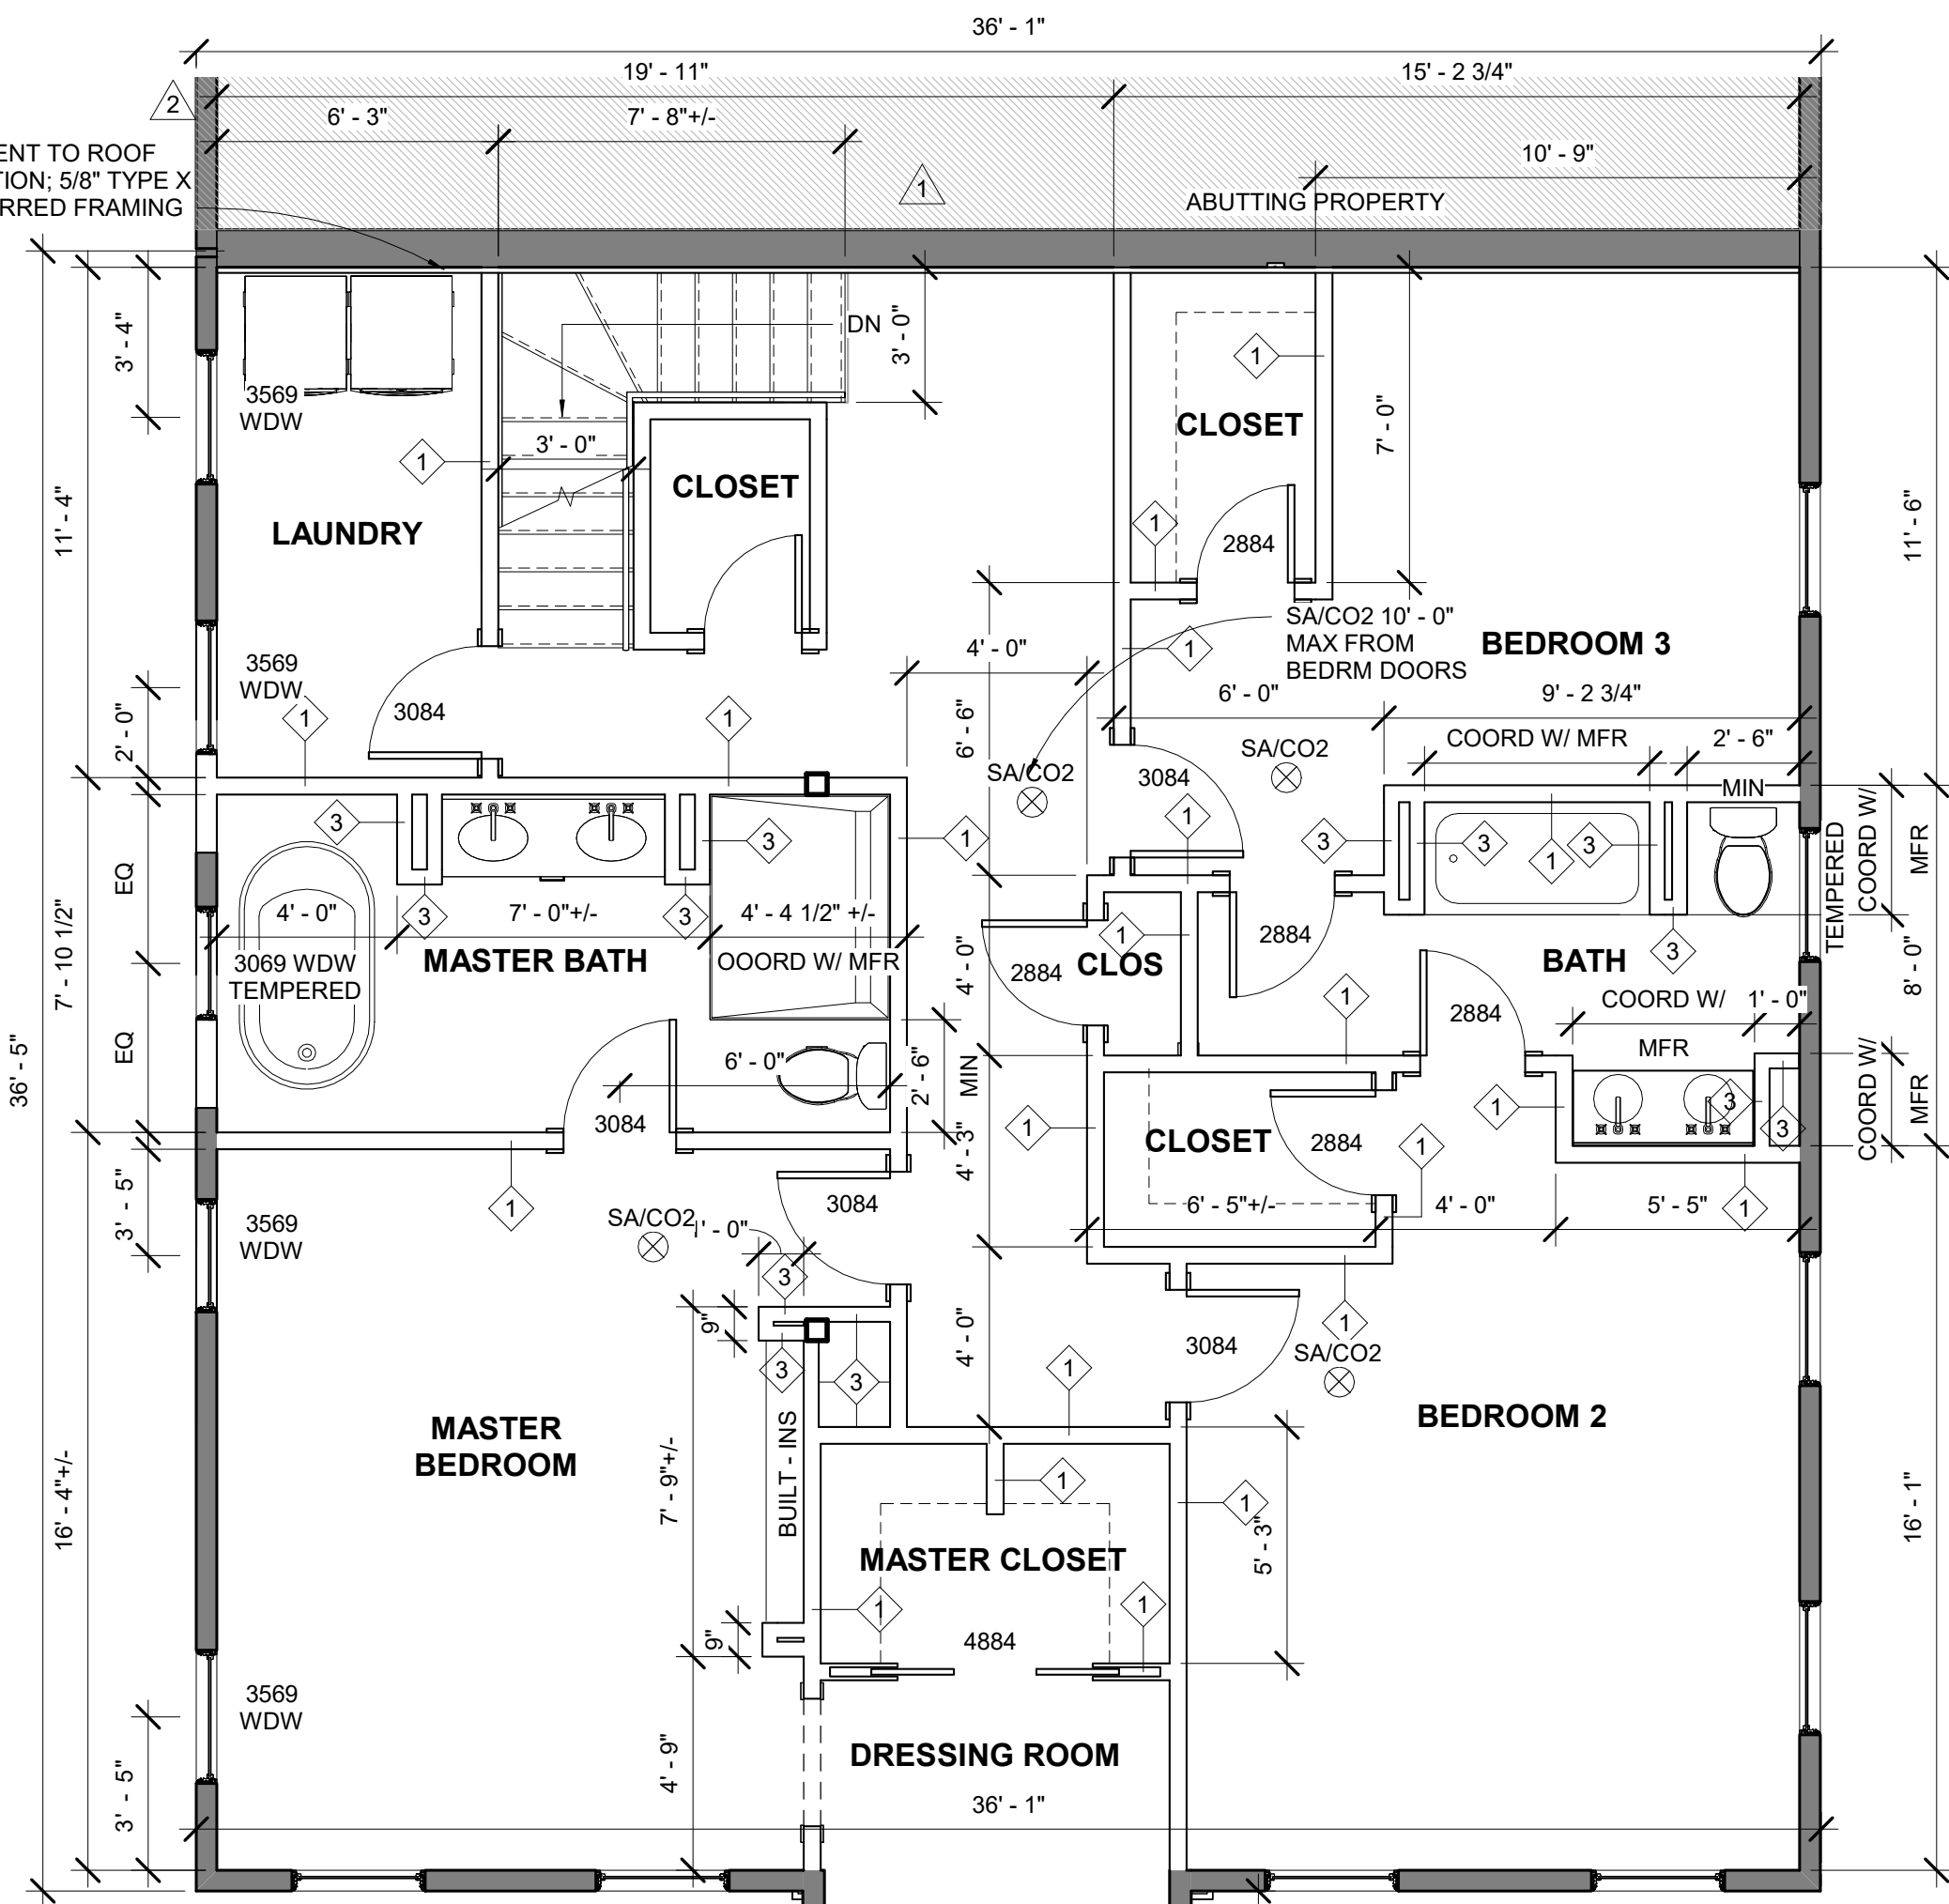 36' - 1"
19' - 11"
15' - 2 3/4"
2
6' - 3"
7' - 8"+/-
10' - 9"
ENT TO ROOF
TION; 5/8" TYPE X
RRED FRAMING
1
ABUTTING PROPERTY
3' - 4"
DN
3' - 0"
1
3569
WDW
CLOSET
7' - 0"
3' - 0"
1
CLOSET
11' - 4"
LAUNDRY
1
2884
11' - 6"
SA/CO2 10' - 0"
MAX FROM
BEDRM DOORS
BEDROOM 3
4' - 0"
1
3569
WDW
6' - 0"
9' - 2 3/4"
3084
1
1
2' - 0"
6' - 6"
COORD W/ MFR
2' - 6"
SA/CO2
SA/CO2
3084
MIN
3
3
1
1
3
3
1
3
TEMPERED
COORD W/
MFR
EQ
4' - 0"
3
7' - 0"+/-
3
4' - 4 1/2" +/-
1
2884
3
7' - 10 1/2"
3069 WDW
TEMPERED
MASTER BATH
OOORD W/ MFR
4' - 0"
2884
CLOS
BATH
8' - 0"
1
COORD W/
1' - 0"
2884
MFR
EQ
36' - 5"
6' - 0"
2' - 6"
MIN
3084
1
1
3
3
COORD W/
MFR
4' - 3"
CLOSET
2884
1
3' - 5"
1
3084
6' - 5"+/-
4' - 0"
5' - 5"
1
3569
WDW
SA/CO2
1' - 0"
3
9"
4' - 0"
1
3084
SA/CO2
3
3
1
MASTER
BEDROOM
BEDROOM 2
16' - 4"+/-
7' - 9"+/-
BUILT - INS
1
1
5' - 3"
16' - 1"
MASTER CLOSET
1
1
9"
4884
3569
WDW
4' - 9"
DRESSING ROOM
3' - 5"
36' - 1"